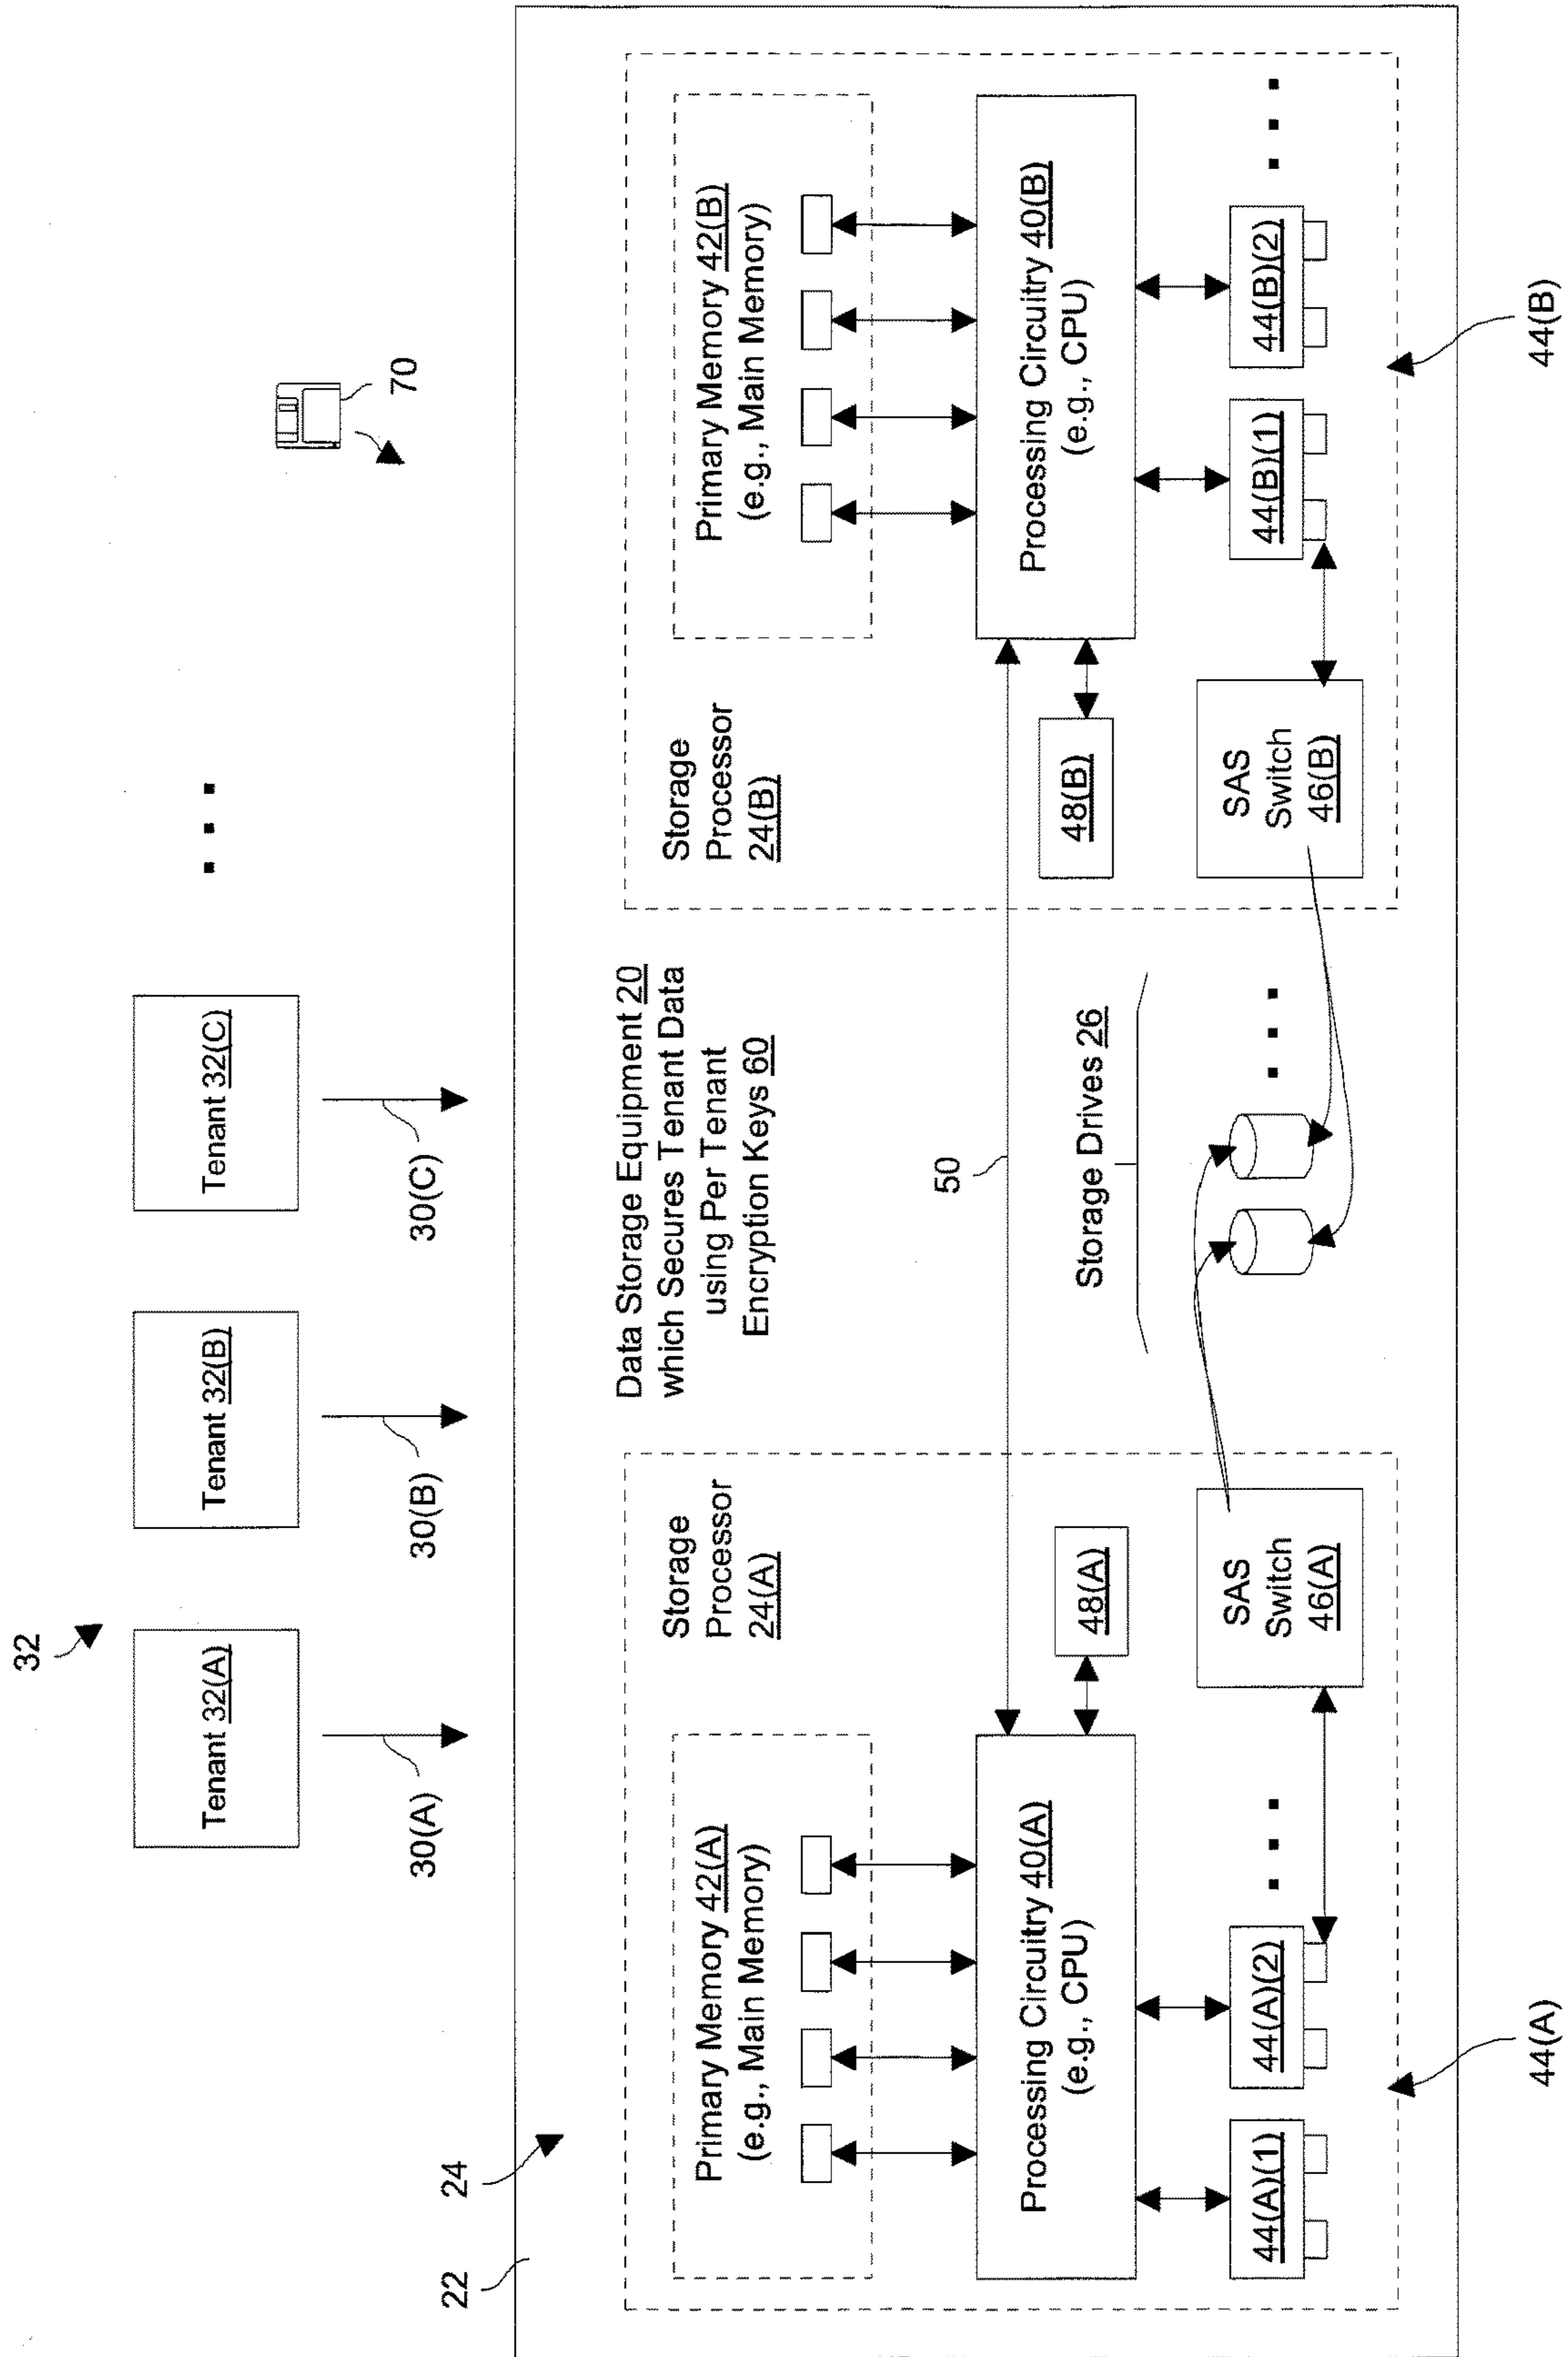 32
Tenant 32(A)
Tenant 32(B)
Tenant 32(C)
30(A)
30(B)
30(C)
70
22
24
Primary Memory 42(A)
(e.g., Main Memory)
Storage
Processor
24(A)
Processing Circuitry 40(A)
(e.g., CPU)
48(A)
44(A)(1)
44(A)(2)
SAS
Switch
46(A)
44(A)
Data Storage Equipment 20
which Secures Tenant Data
using Per Tenant
Encryption Keys 60
50
Storage Drives 26
Storage
Processor
24(B)
Primary Memory 42(B)
(e.g., Main Memory)
48(B)
Processing Circuitry 40(B)
(e.g., CPU)
SAS
Switch
46(B)
44(B)(1)
44(B)(2)
44(B)